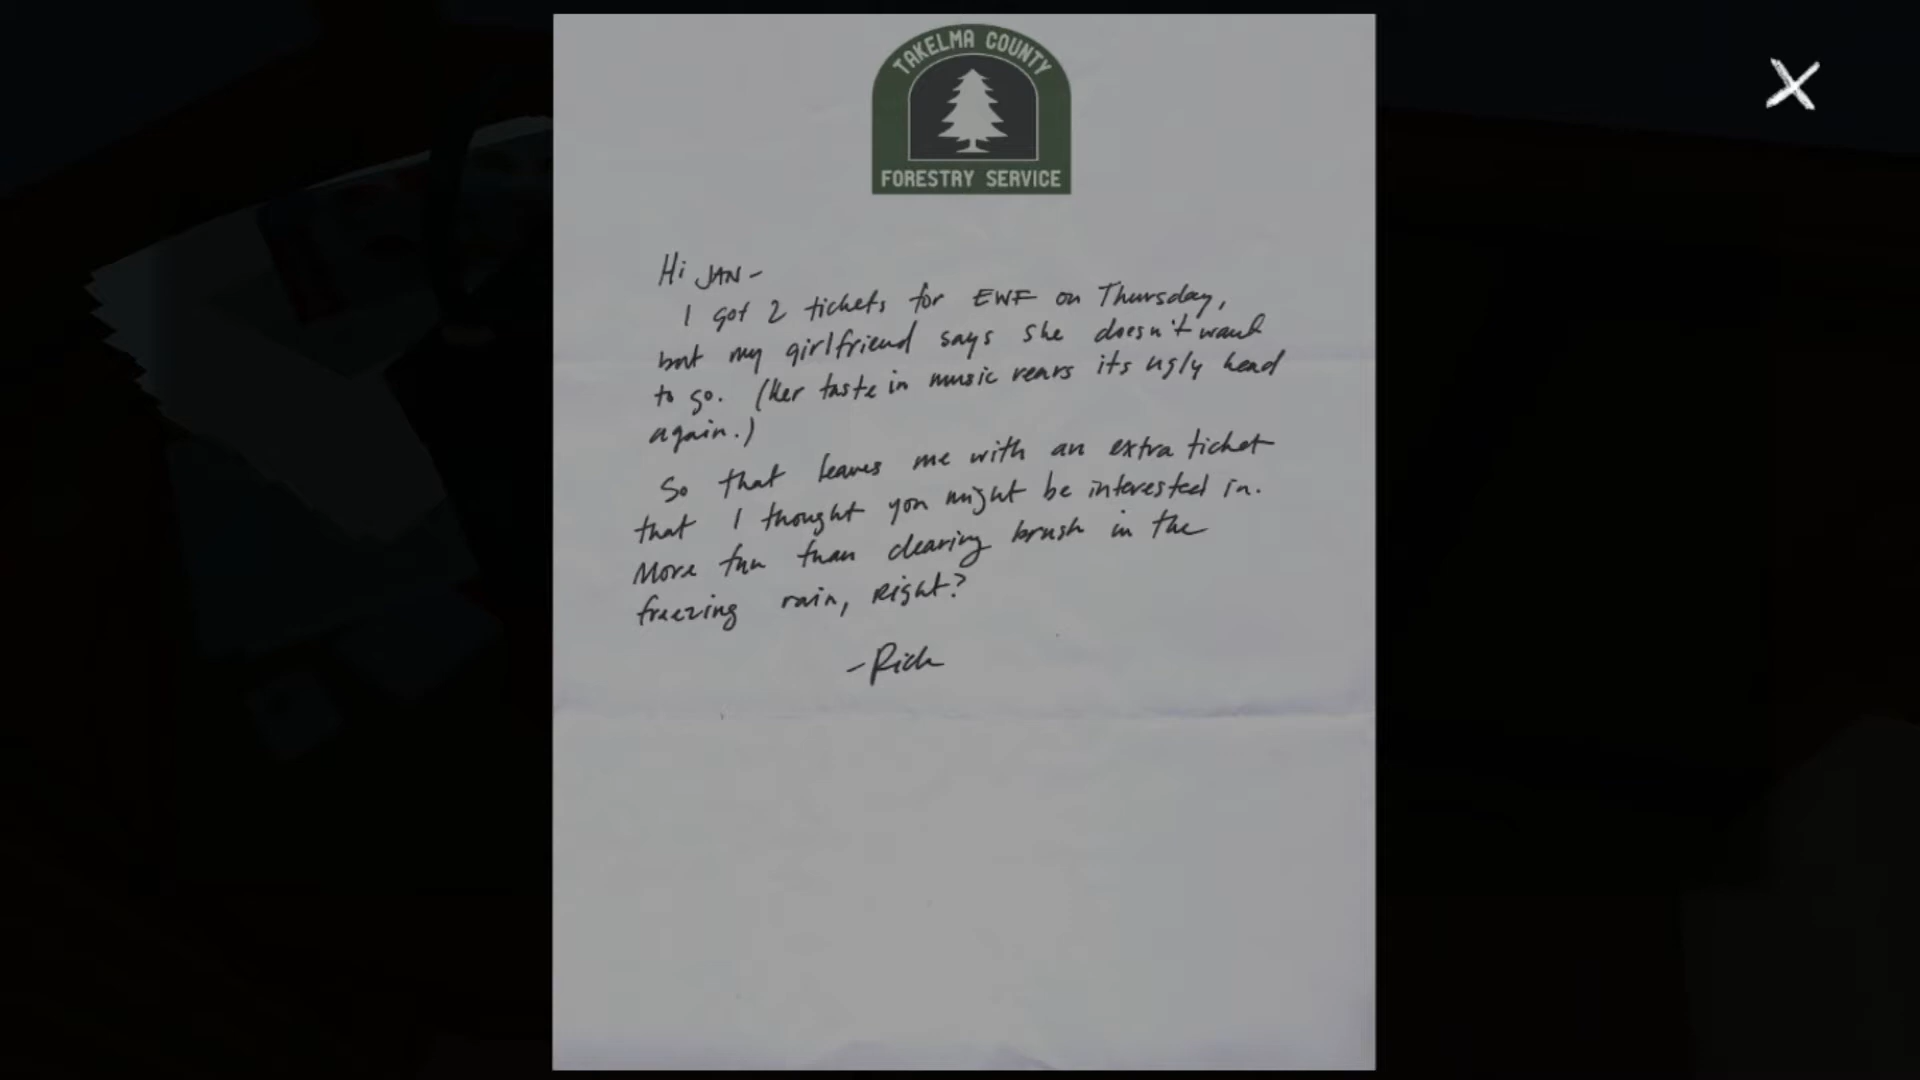 TAKELMA COUNTY
FORESTRY SERVICE
Hi JAN-
I got 2 tickets for EWF on Thursday,
but my girlfriend says she doesn't want
to go. (Her taste in music rears its ugly head
again.)
So that leaves me with an extra ticket
that I thought you might be interested in.
More fun than clearing brush in the
freezing rain, Right?
-Rich